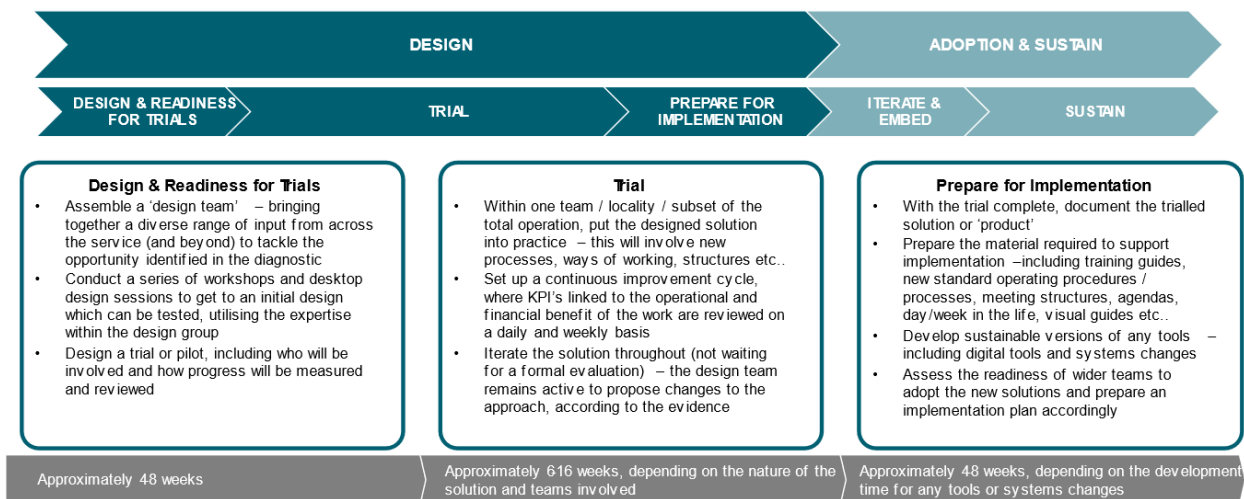 DESIGN
ADOPTION & SUSTAIN
DESIGN & READINESS
FOR TRIALS
TRIAL
PREPARE FOR
IMPLEMENTATION
ITERATE &
EMBED
SUSTAIN
Design & Readiness for Trials
• Assemble a ‘design team’ – bringing
together a diverse range of input from across
the service (and beyond) to tackle the
opportunity identified in the diagnostic
• Conduct a series of workshops and desktop
design sessions to get to an initial design
which can be tested, utilising the expertise
within the design group
• Design a trial or pilot, including who will be
involved and how progress will be measured
and reviewed
Trial
• Within one team / locality / subset of the
total operation, put the designed solution
into practice – this will involve new
processes, ways of working, structures etc..
• Set up a continuous improvement cycle,
where KPI’s linked to the operational and
financial benefit of the work are reviewed on
a daily and weekly basis
• Iterate the solution throughout (not waiting
for a formal evaluation) – the design team
remains active to propose changes to the
approach, according to the evidence
Prepare for Implementation
• With the trial complete, document the trialled
solution or ‘product’
• Prepare the material required to support
implementation –including training guides,
new standard operating procedures /
processes, meeting structures, agendas,
day/week in the life, visual guides etc..
• Develop sustainable versions of any tools –
including digital tools and systems changes
• Assess the readiness of wider teams to
adopt the new solutions and prepare an
implementation plan accordingly
Approximately 48 weeks
Approximately 616 weeks, depending on the nature of the
solution and teams involved
Approximately 48 weeks, depending on the development
time for any tools or systems changes